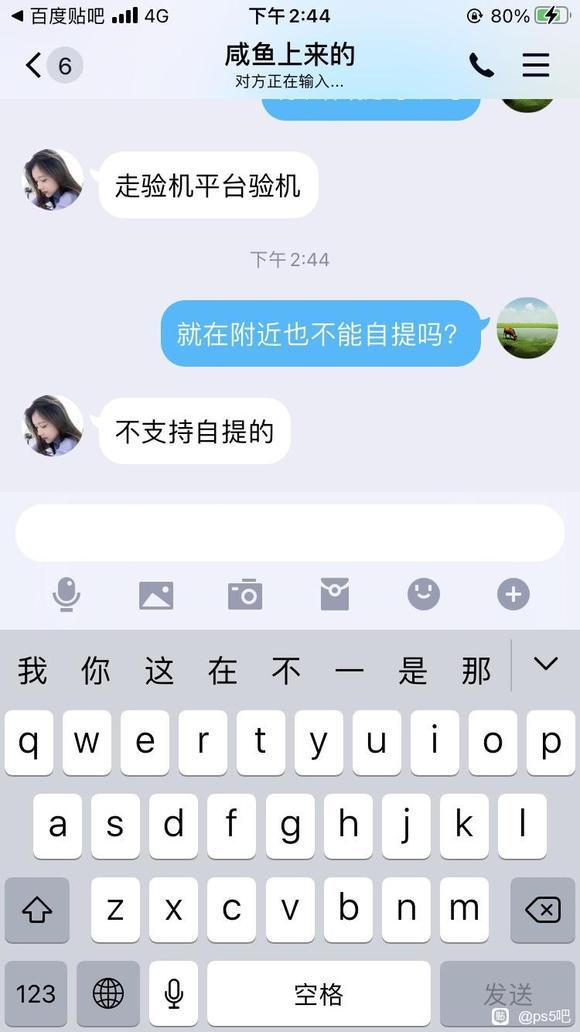 百度贴吧 4G 下午2:44 80%
6 咸鱼上来的
对方正在输入...
走验机平台验机
下午2:44
就在附近也不能自提吗？
不支持自提的
我 你 这 在 不 一 是 那
q w e r t y u i o p
a s d f g h j k l
z x c v b n m
123 空格 发送
贴 @ps5吧